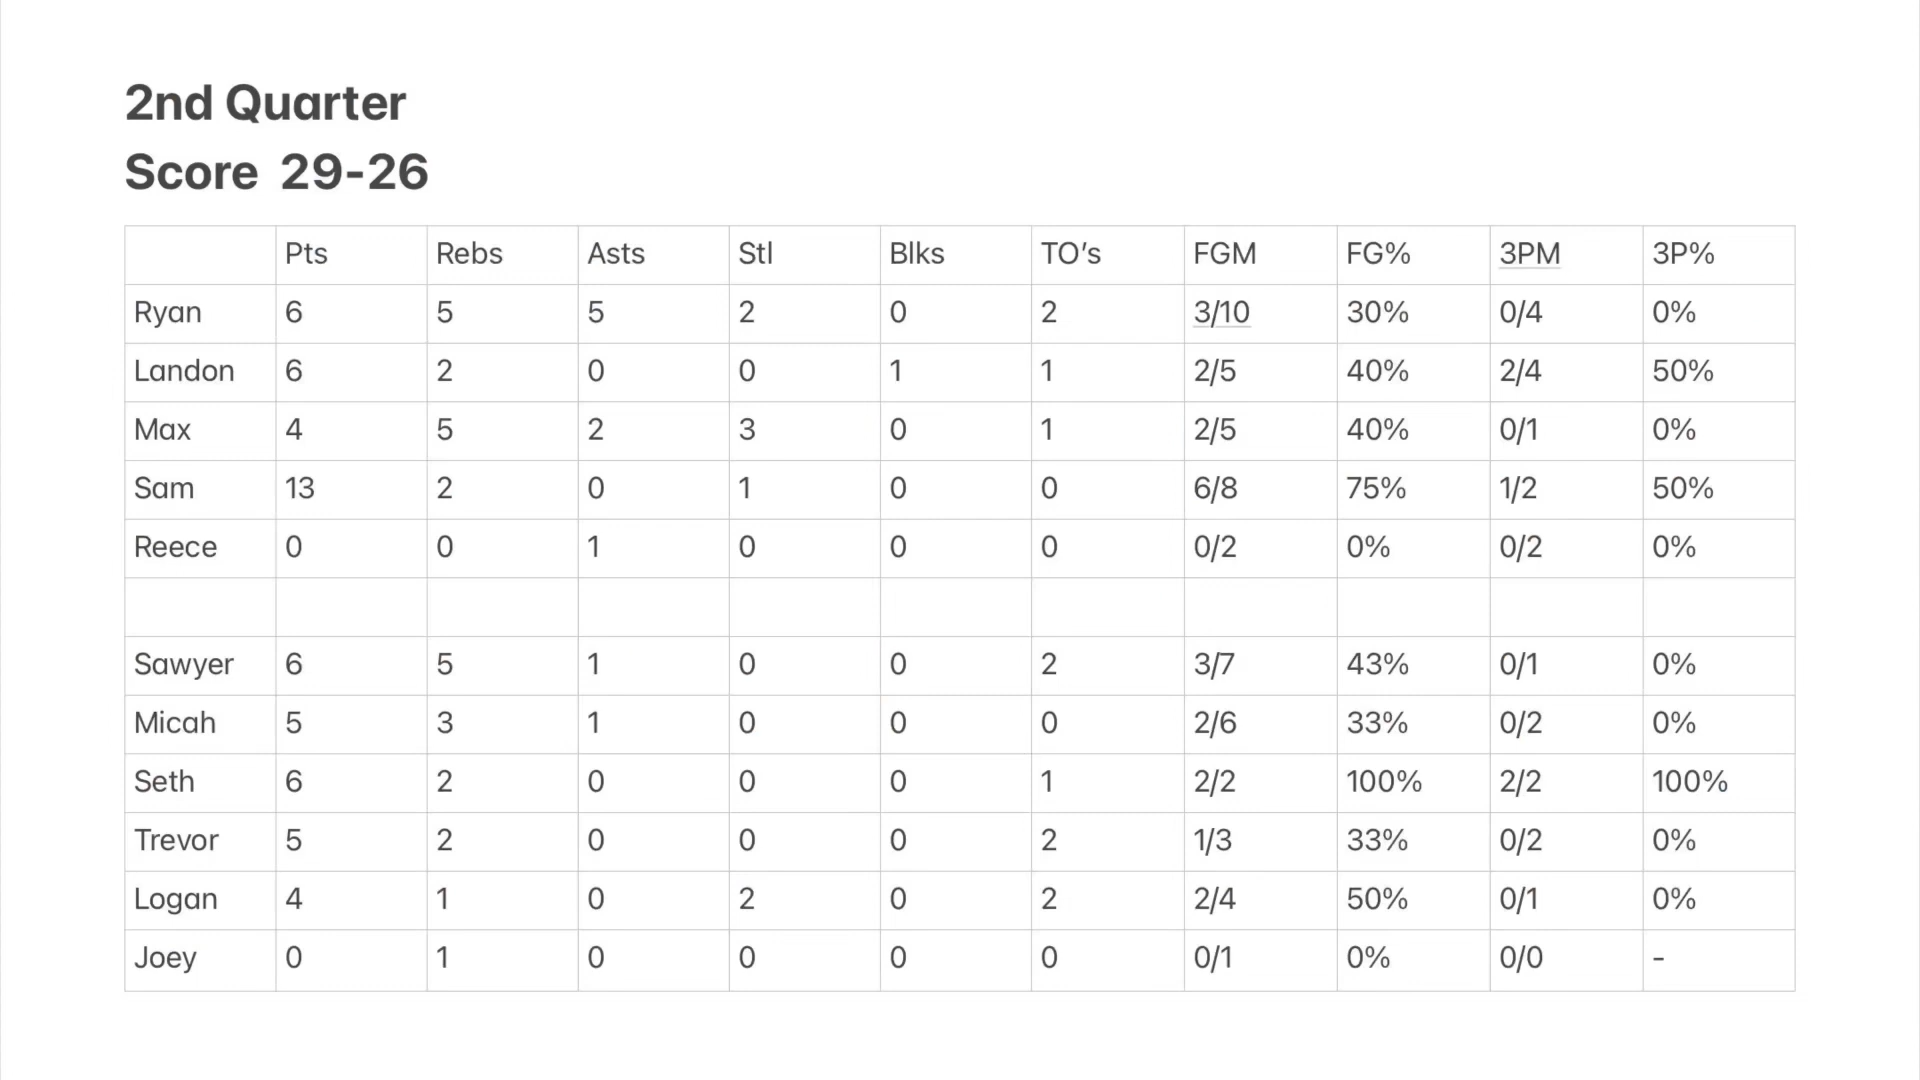 2nd Quarter
Score 29-26
Pts Rebs Asts Stl Blks TO's FGM FG% 3PM 3P%
Ryan 6 5 5 2 0 2 3/10 30% 0/4 0%
Landon 6 2 0 0 1 1 2/5 40% 2/4 50%
Max 4 5 2 3 0 1 2/5 40% 0/1 0%
Sam 13 2 0 1 0 0 6/8 75% 1/2 50%
Reece 0 0 1 0 0 0 0/2 0% 0/2 0%
Sawyer 6 5 1 0 0 2 3/7 43% 0/1 0%
Micah 5 3 1 0 0 0 2/6 33% 0/2 0%
Seth 6 2 0 0 0 1 2/2 100% 2/2 100%
Trevor 5 2 0 0 0 2 1/3 33% 0/2 0%
Logan 4 1 0 2 0 2 2/4 50% 0/1 0%
Joey 0 1 0 0 0 0 0/1 0% 0/0 -